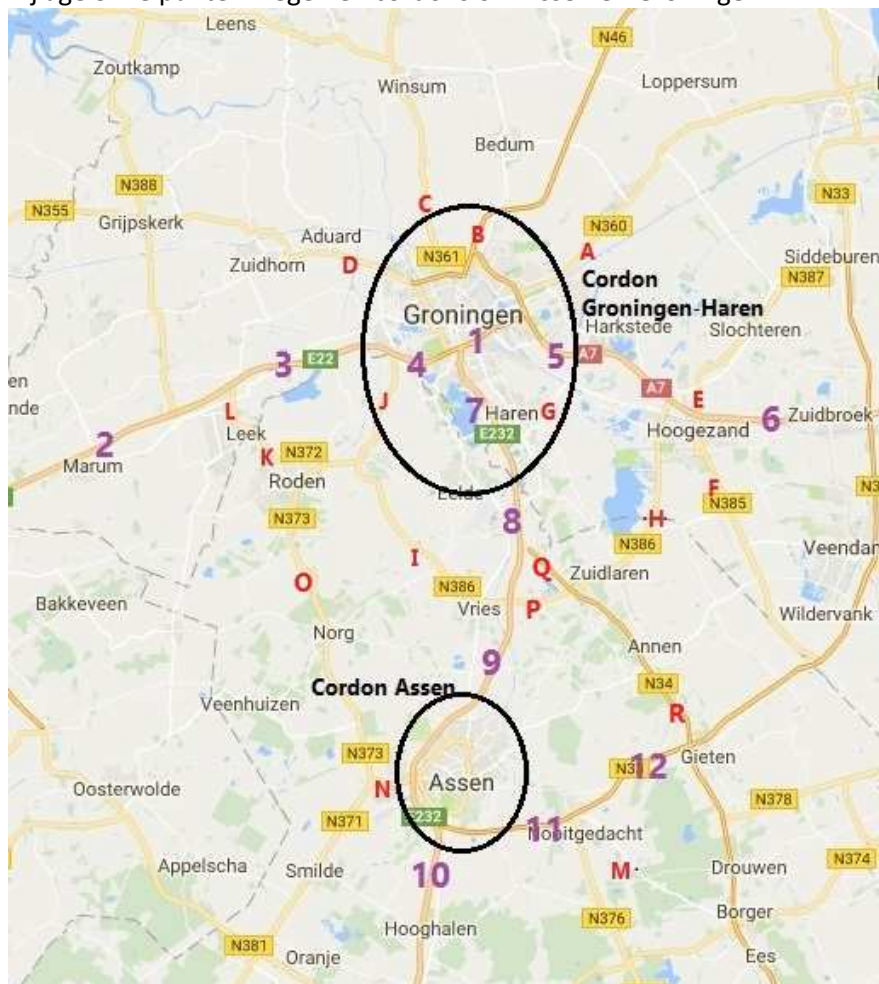 Leens
N46
Zoutkamp
Winsum
Loppersum
Bedum
N388
N33
N355
C
Grijpskerk
N360
Aduard
B
A
N361
Siddeburen
Zuidhorn
D
N387
Cordon
Groningen-Haren
Groningen
Harkstede
Slochteren
1
3
E22
4
5
A7
en
A7
J
E
nde
L
7
Haren
G
6
Zuidbroek
Leek
E232
Hoogezand
2
Marum
K
N372
Roden
F
N385
N373
8
H
N386
I
Veendam
Q
O
N386
Zuidlaren
Bakkeveen
Vries
P
Wildervank
Norg
Annen
9
Cordon Assen
N34
Veenhuizen
R
N373
12
Gieten
Assen
Oosterwolde
N
N378
N371
E232
11
Nooitgedacht
Appelscha
Smilde
10
M
Drouwen
N374
N376
Borger
Hooghalen
N381
Oranje
Ees